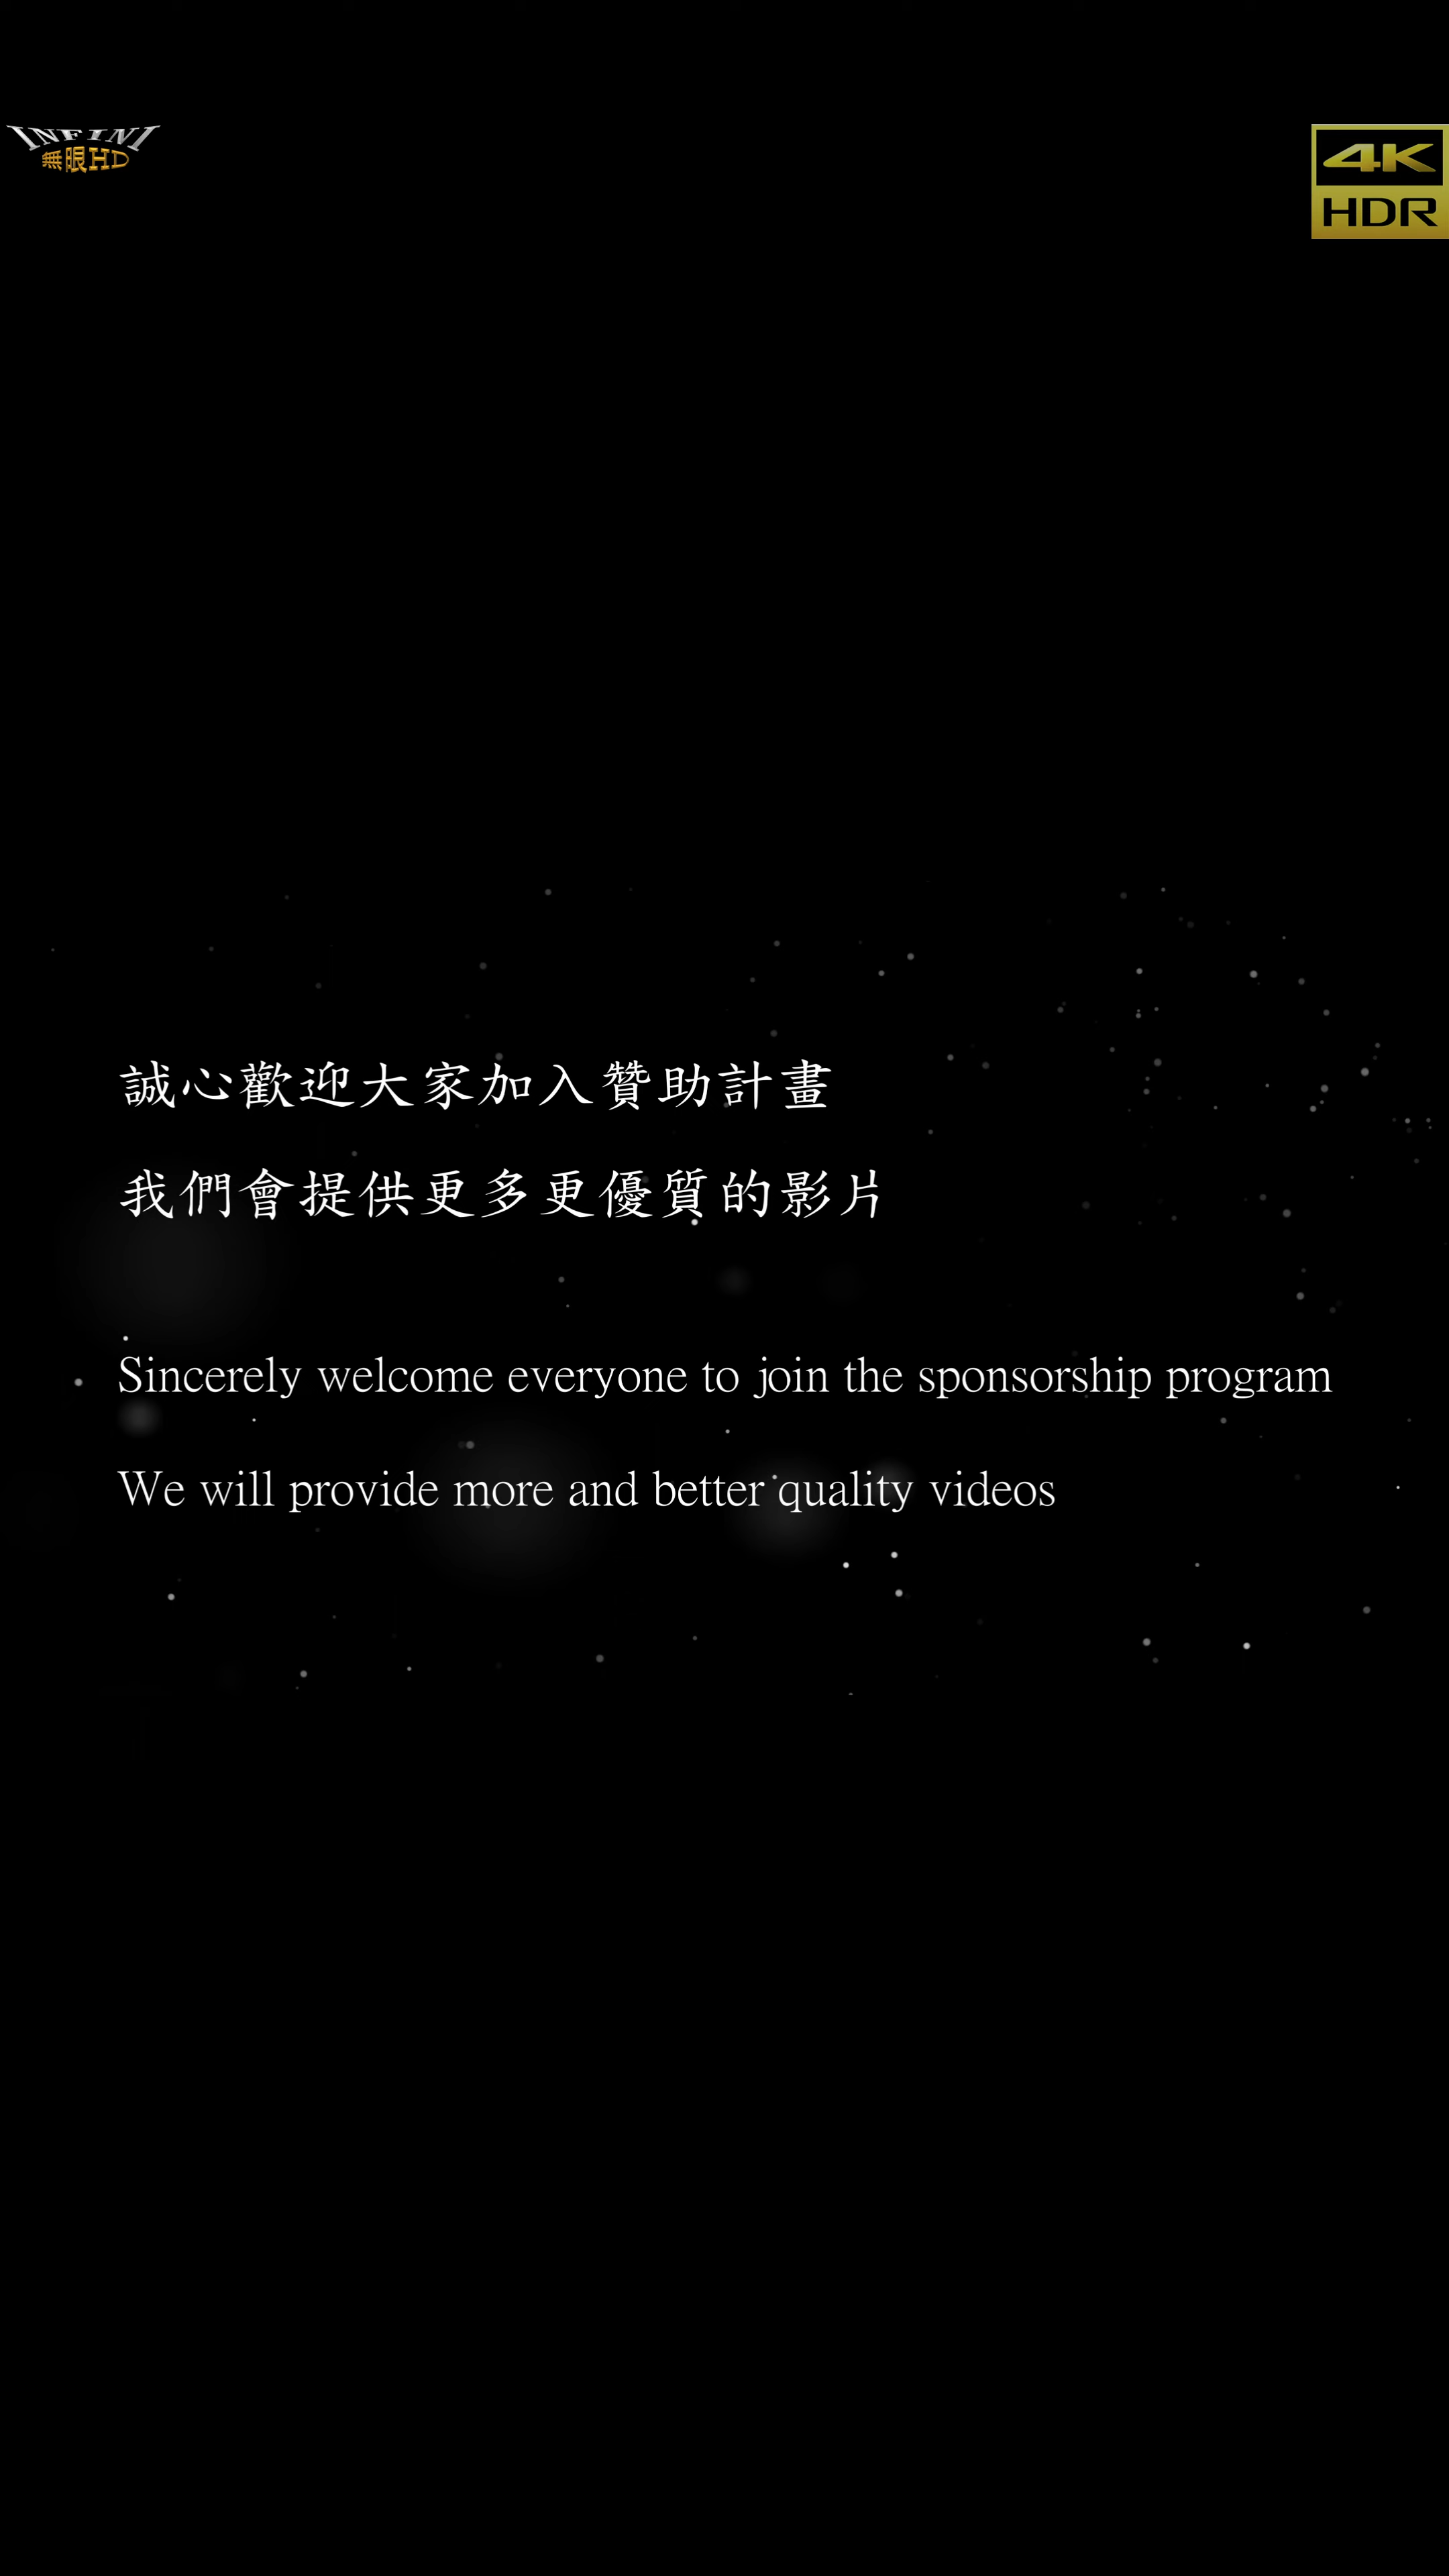 INFINI
無限HD
4K
HDR
誠心歡迎大家加入贊助計畫
我們會提供更多更優質的影片
Sincerely welcome everyone to join the sponsorship program
We will provide more and better quality videos